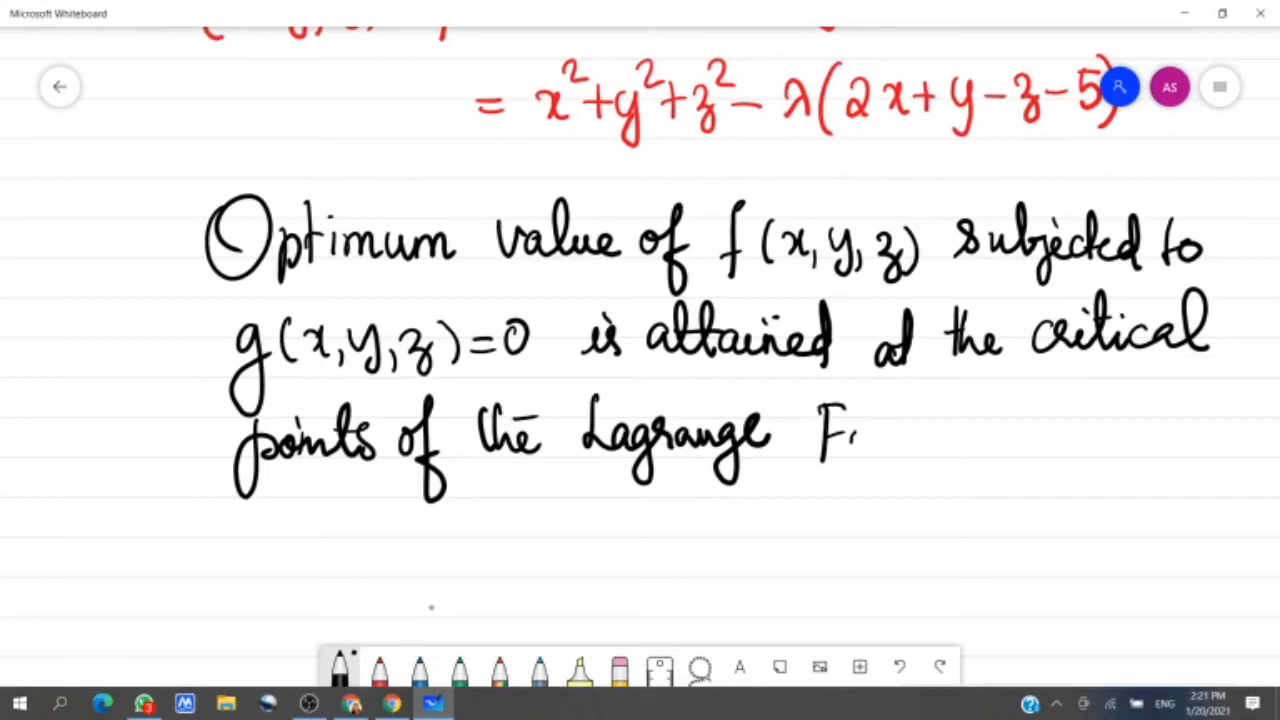 Microsoft Whiteboard
= x²+y²+z² - λ(2x+y-z-5)
AS
Optimum value of f(x,y,z) subjected to
g(x,y,z)=0 is attained at the critical
points of the Lagrange
A
ENG
2:21 PM
1/20/2021